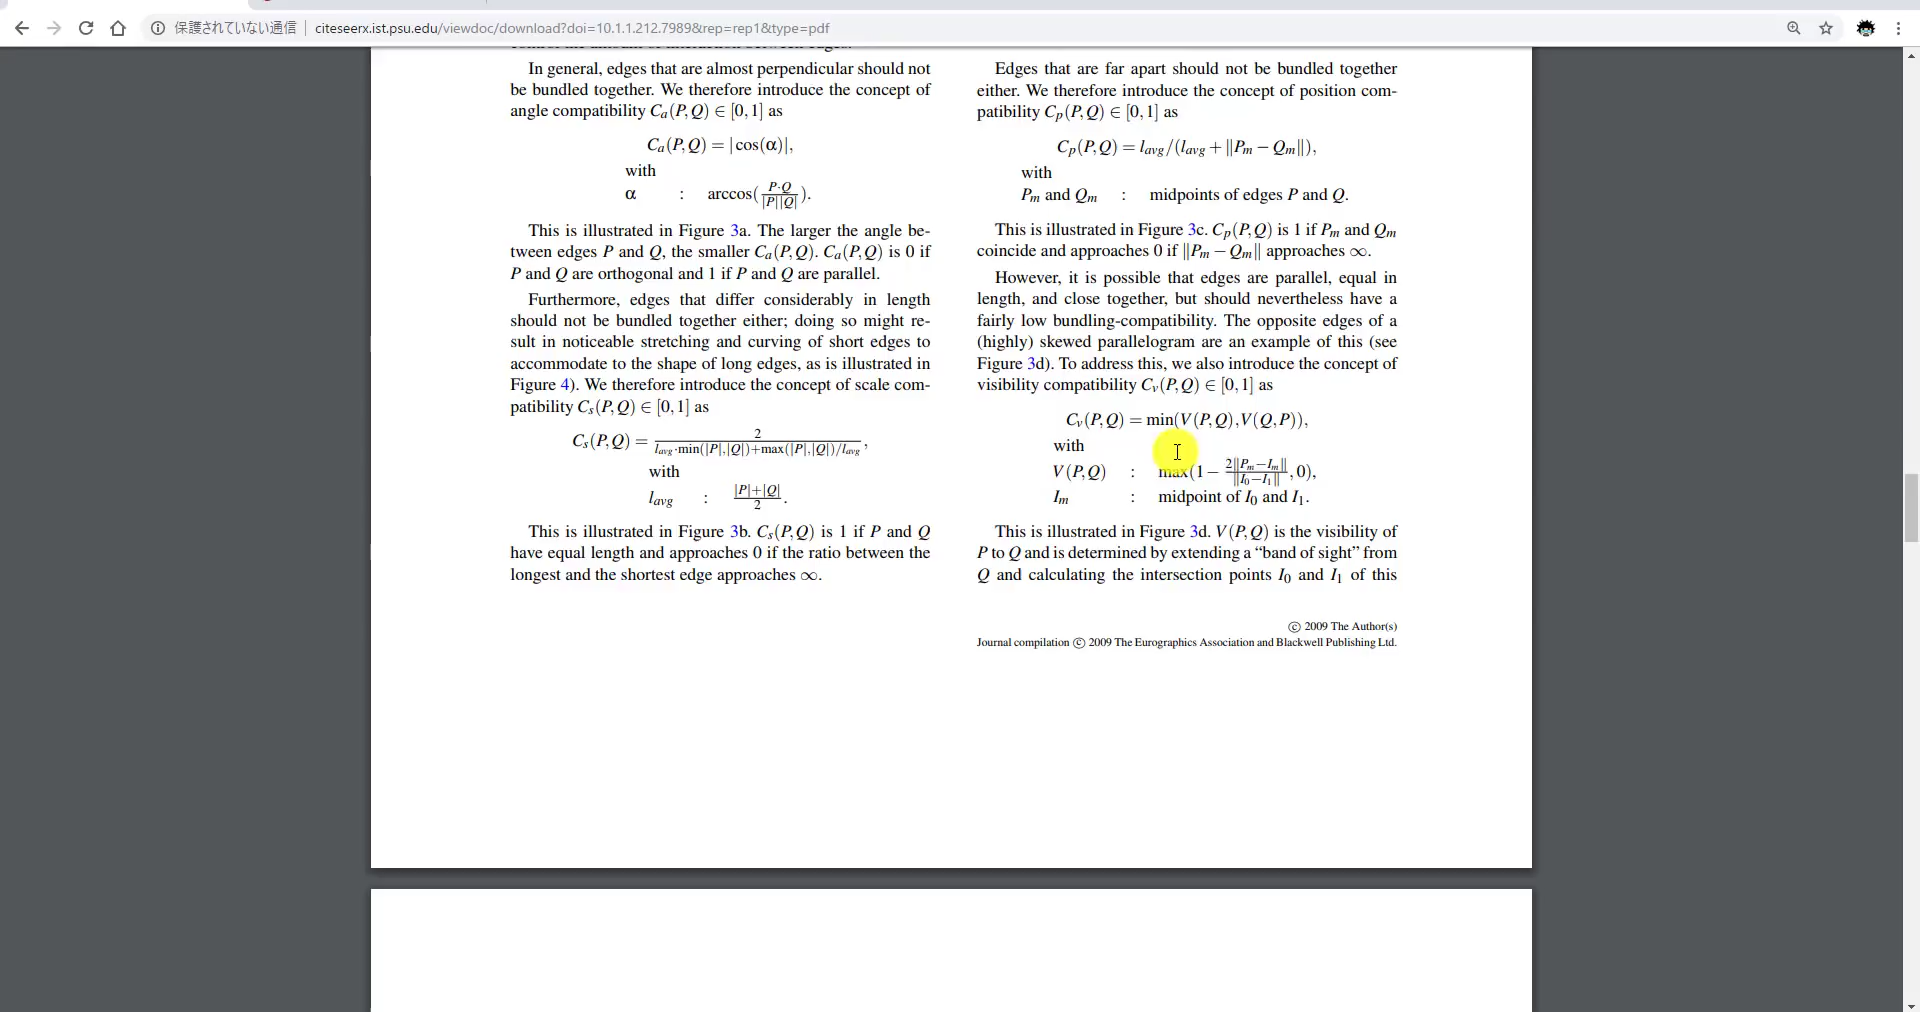 保護されていない通信 citeseerx.ist.psu.edu/viewdoc/download?doi=10.1.1.212.7989&rep=rep1&type=pdf
control the amount of interaction between edges.
In general, edges that are almost perpendicular should not
be bundled together. We therefore introduce the concept of
angle compatibility Ca(P,Q) ∈ [0,1] as
Ca(P,Q) = |cos(α)|,
with
α : arccos(P·Q / |P||Q|).
This is illustrated in Figure 3a. The larger the angle be-
tween edges P and Q, the smaller Ca(P,Q). Ca(P,Q) is 0 if
P and Q are orthogonal and 1 if P and Q are parallel.
Furthermore, edges that differ considerably in length
should not be bundled together either; doing so might re-
sult in noticeable stretching and curving of short edges to
accommodate to the shape of long edges, as is illustrated in
Figure 4). We therefore introduce the concept of scale com-
patibility Cs(P,Q) ∈ [0,1] as
Cs(P,Q) = 2 / lavg·min(|P|,|Q|)+max(|P|,|Q|)/lavg,
with
lavg : |P|+|Q| / 2.
This is illustrated in Figure 3b. Cs(P,Q) is 1 if P and Q
have equal length and approaches 0 if the ratio between the
longest and the shortest edge approaches ∞.
Edges that are far apart should not be bundled together
either. We therefore introduce the concept of position com-
patibility Cp(P,Q) ∈ [0,1] as
Cp(P,Q) = lavg/(lavg + ‖Pm − Qm‖),
with
Pm and Qm : midpoints of edges P and Q.
This is illustrated in Figure 3c. Cp(P,Q) is 1 if Pm and Qm
coincide and approaches 0 if ‖Pm − Qm‖ approaches ∞.
However, it is possible that edges are parallel, equal in
length, and close together, but should nevertheless have a
fairly low bundling-compatibility. The opposite edges of a
(highly) skewed parallelogram are an example of this (see
Figure 3d). To address this, we also introduce the concept of
visibility compatibility Cv(P,Q) ∈ [0,1] as
Cv(P,Q) = min(V(P,Q),V(Q,P)),
with
V(P,Q) : max(1 − 2‖Pm−Im‖ / ‖I0−I1‖, 0),
Im : midpoint of I0 and I1.
This is illustrated in Figure 3d. V(P,Q) is the visibility of
P to Q and is determined by extending a “band of sight” from
Q and calculating the intersection points I0 and I1 of this
© 2009 The Author(s)
Journal compilation © 2009 The Eurographics Association and Blackwell Publishing Ltd.